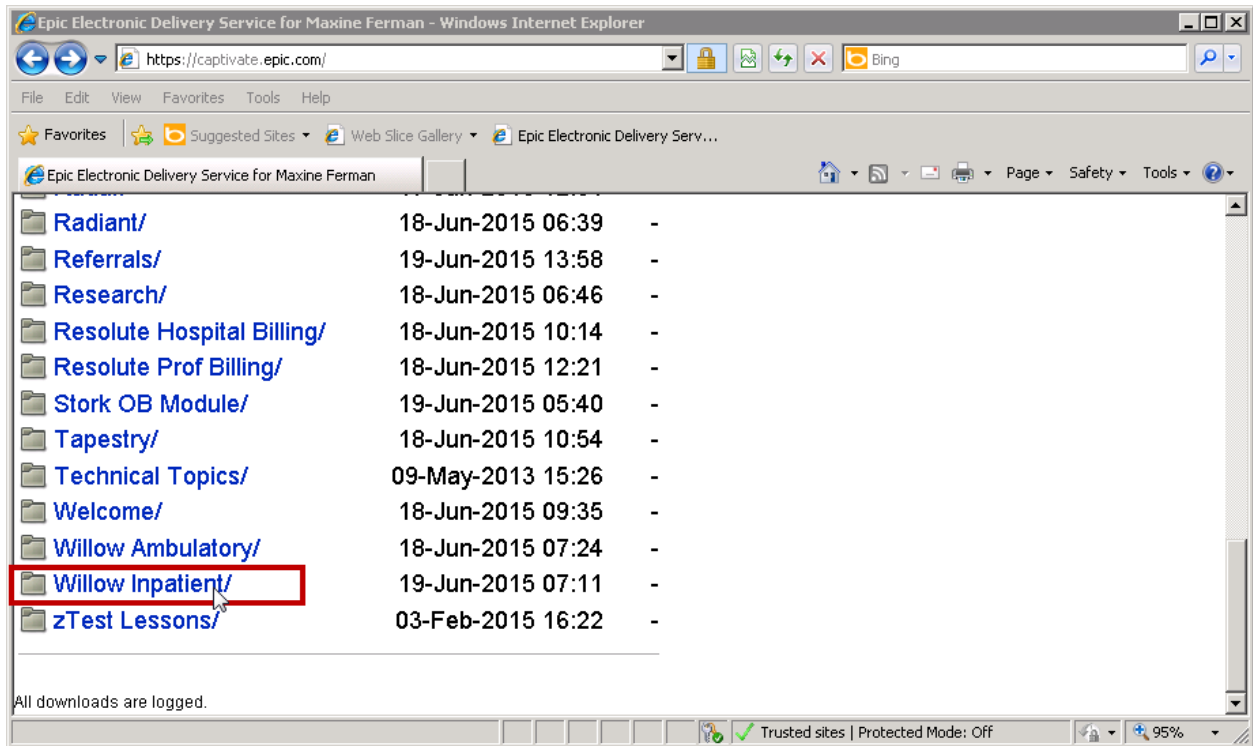 Epic Electronic Delivery Service for Maxine Ferman - Windows Internet Explorer
https://captivate.epic.com/ Bing
File Edit View Favorites Tools Help
Favorites Suggested Sites Web Slice Gallery Epic Electronic Delivery Serv...
Epic Electronic Delivery Service for Maxine Ferman Page Safety Tools
Radiant/ 18-Jun-2015 06:39 -
Referrals/ 19-Jun-2015 13:58 -
Research/ 18-Jun-2015 06:46 -
Resolute Hospital Billing/ 18-Jun-2015 10:14 -
Resolute Prof Billing/ 18-Jun-2015 12:21 -
Stork OB Module/ 19-Jun-2015 05:40 -
Tapestry/ 18-Jun-2015 10:54 -
Technical Topics/ 09-May-2013 15:26 -
Welcome/ 18-Jun-2015 09:35 -
Willow Ambulatory/ 18-Jun-2015 07:24 -
Willow Inpatient/ 19-Jun-2015 07:11 -
zTest Lessons/ 03-Feb-2015 16:22 -
All downloads are logged.
Trusted sites | Protected Mode: Off 95%